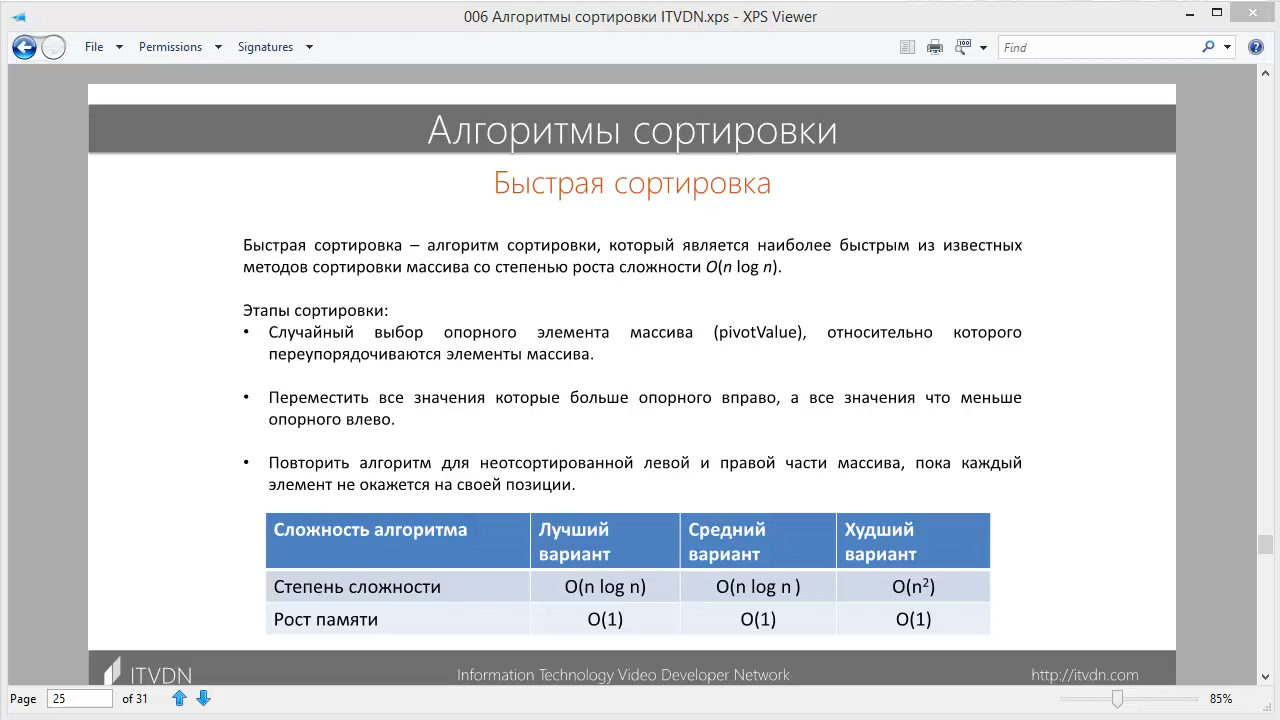 006 Алгоритмы сортировки ITVDN.xps - XPS Viewer
File Permissions Signatures
Find
Алгоритмы сортировки
Быстрая сортировка
Быстрая сортировка – алгоритм сортировки, который является наиболее быстрым из известных
методов сортировки массива со степенью роста сложности O(n log n).
Этапы сортировки:
• Случайный выбор опорного элемента массива (pivotValue), относительно которого
переупорядочиваются элементы массива.
• Переместить все значения которые больше опорного вправо, а все значения что меньше
опорного влево.
• Повторить алгоритм для неотсортированной левой и правой части массива, пока каждый
элемент не окажется на своей позиции.
Сложность алгоритма Лучший вариант Средний вариант Худший вариант
Степень сложности O(n log n) O(n log n ) O(n²)
Рост памяти O(1) O(1) O(1)
ITVDN Information Technology Video Developer Network http://itvdn.com
Page 25 of 31 85%